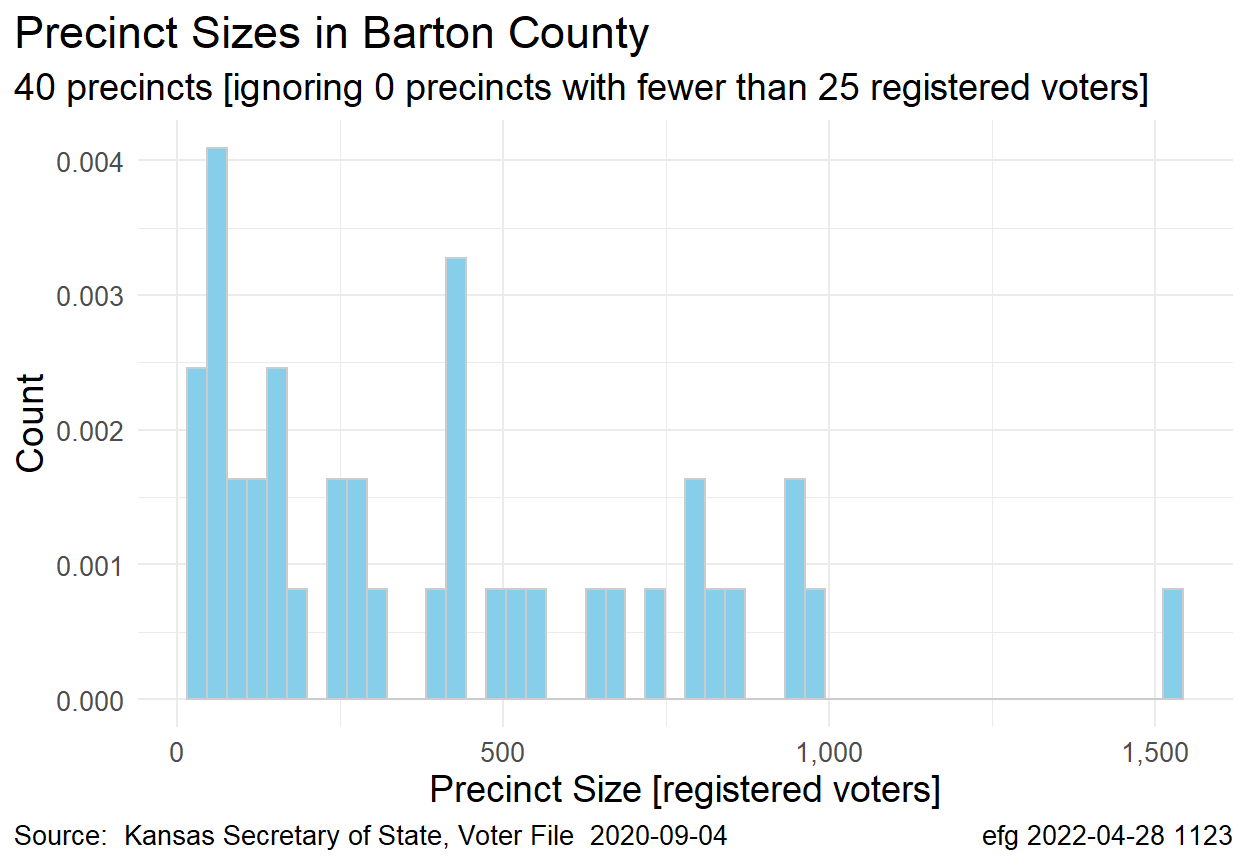 Precinct Sizes in Barton County
40 precincts [ignoring 0 precincts with fewer than 25 registered voters]
0.004
0.003
0.002
0.001
0.000
Count
0 500 1,000 1,500
Precinct Size [registered voters]
Source:  Kansas Secretary of State, Voter File  2020-09-04 efg 2022-04-28 1123